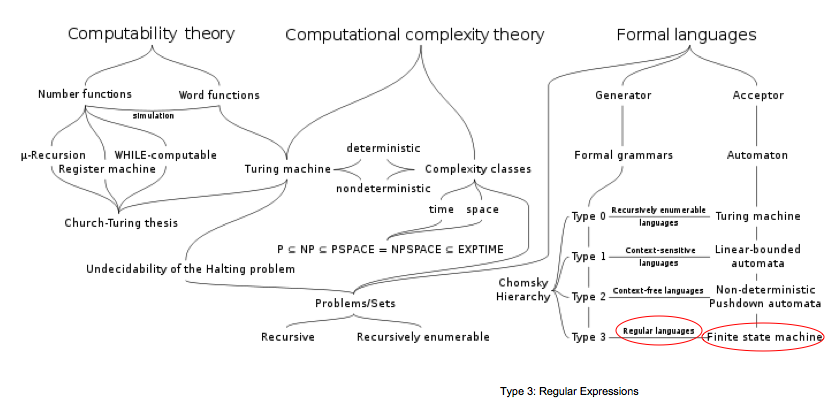 Computability theory
Computational complexity theory
Formal languages
Number functions
Word functions
Generator
Acceptor
simulation
deterministic
μ-Recursion
WHILE-computable
Register machine
Turing machine
Complexity classes
Formal grammars
Automaton
nondeterministic
time
space
Church-Turing thesis
Type 0
Recursively enumerable
languages
Turing machine
P ⊆ NP ⊆ PSPACE = NPSPACE ⊆ EXPTIME
Type 1
Context-sensitive
languages
Linear-bounded
automata
Undecidability of the Halting problem
Chomsky
Hierarchy
Type 2
Context-free languages
Non-deterministic
Pushdown automata
Problems/Sets
Recursive
Recursively enumerable
Type 3
Regular languages
Finite state machine
Type 3: Regular Expressions